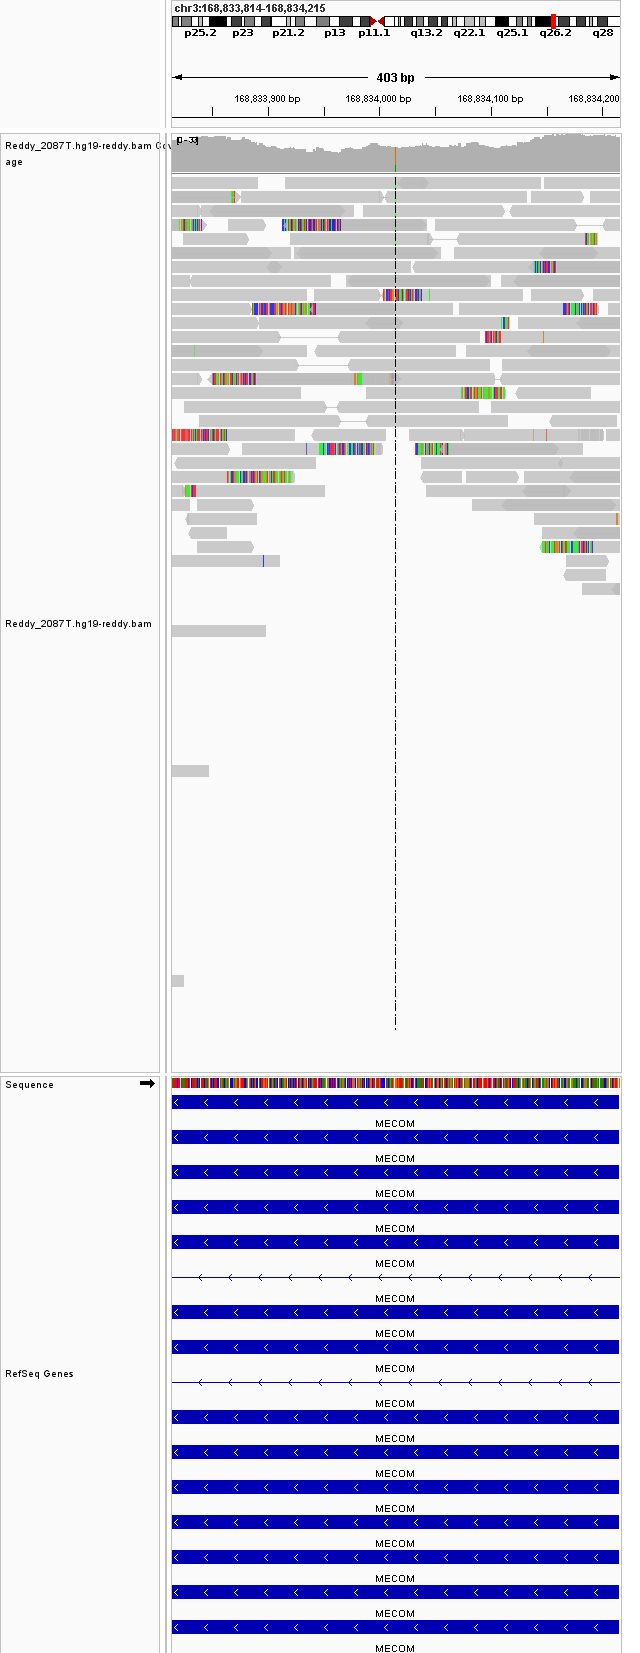 chr3:168,833,814-168,834,215
p25.2 p23 p21.2 p13 p11.1 q13.2 q22.1 q25.1 q26.2 q28
403 bp
168,833,900 bp 168,834,000 bp 168,834,100 bp 168,834,200
Reddy_2087T.hg19-reddy.bam Cov
age
Reddy_2087T.hg19-reddy.bam
Sequence
MECOM
MECOM
MECOM
MECOM
MECOM
MECOM
MECOM
MECOM
RefSeq Genes
MECOM
MECOM
MECOM
MECOM
MECOM
MECOM
MECOM
MECOM